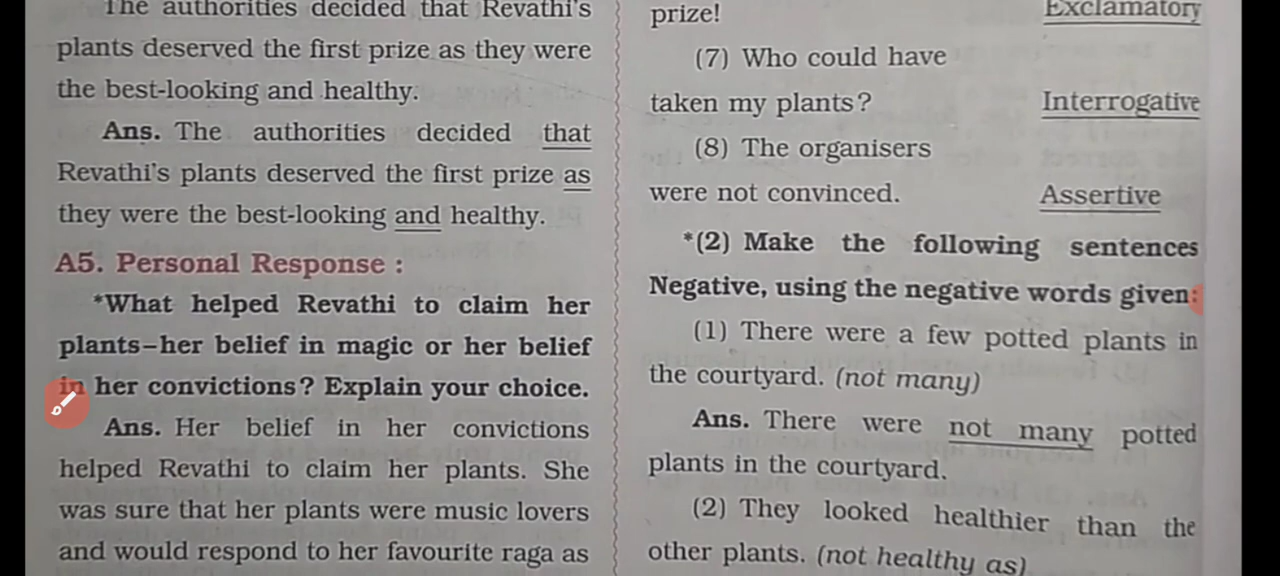 The authorities decided that Revathi's
plants deserved the first prize as they were
the best-looking and healthy.
Ans. The authorities decided that
Revathi's plants deserved the first prize as
they were the best-looking and healthy.
A5. Personal Response :
*What helped Revathi to claim her
plants–her belief in magic or her belief
in her convictions? Explain your choice.
Ans. Her belief in her convictions
helped Revathi to claim her plants. She
was sure that her plants were music lovers
and would respond to her favourite raga as
prize! Exclamatory
(7) Who could have
taken my plants? Interrogative
(8) The organisers
were not convinced. Assertive
*(2) Make the following sentences
Negative, using the negative words given:
(1) There were a few potted plants in
the courtyard. (not many)
Ans. There were not many potted
plants in the courtyard.
(2) They looked healthier than the
other plants. (not healthy as)